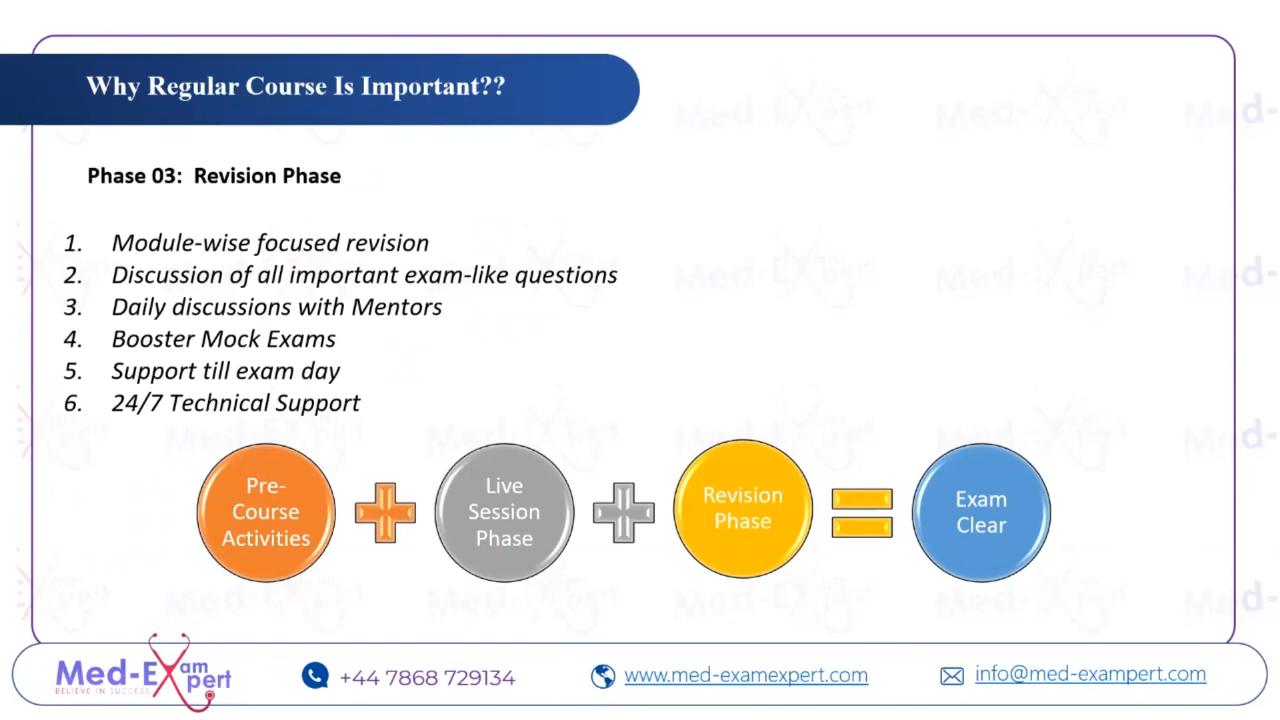 Why Regular Course Is Important??
Phase 03: Revision Phase
1. Module-wise focused revision
2. Discussion of all important exam-like questions
3. Daily discussions with Mentors
4. Booster Mock Exams
5. Support till exam day
6. 24/7 Technical Support
Pre-
Course
Activities
Live
Session
Phase
Revision
Phase
Exam
Clear
Med-Exam
Expert
BELIEVE IN SUCCESS
+44 7868 729134
www.med-examexpert.com
info@med-exampert.com